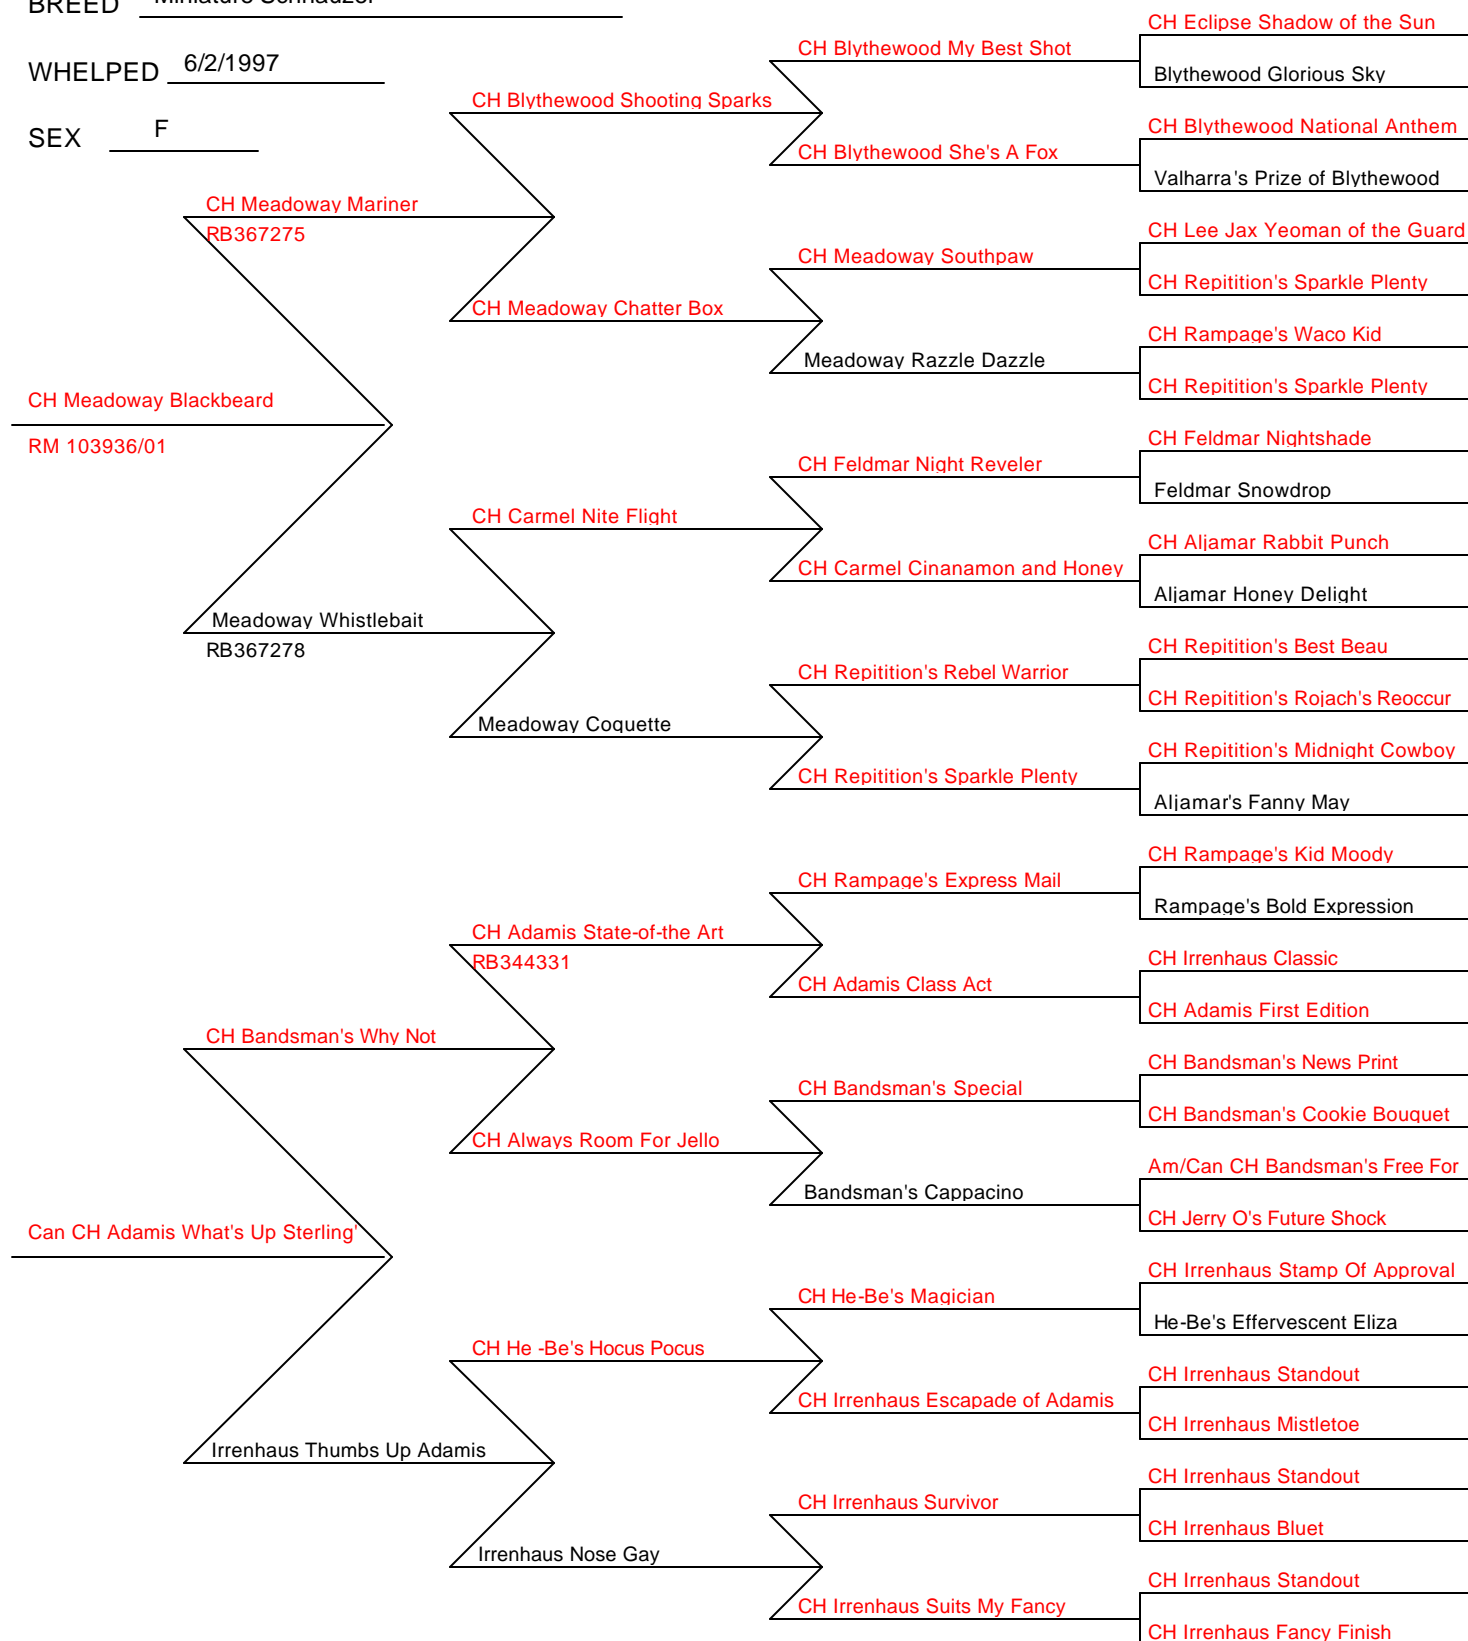 BREED Miniature Schnauzer
WHELPED 6/2/1997
SEX F
CH Meadoway Blackbeard
RM 103936/01
Can CH Adamis What's Up Sterling'
CH Meadoway Mariner
RB367275
Meadoway Whistlebait
RB367278
CH Bandsman's Why Not
Irrenhaus Thumbs Up Adamis
CH Blythewood Shooting Sparks
CH Meadoway Chatter Box
CH Carmel Nite Flight
Meadoway Coquette
CH Adamis State-of-the Art
RB344331
CH Always Room For Jello
CH He -Be's Hocus Pocus
Irrenhaus Nose Gay
CH Blythewood My Best Shot
CH Blythewood She's A Fox
CH Meadoway Southpaw
Meadoway Razzle Dazzle
CH Feldmar Night Reveler
CH Carmel Cinanamon and Honey
CH Repitition's Rebel Warrior
CH Repitition's Sparkle Plenty
CH Rampage's Express Mail
CH Adamis Class Act
CH Bandsman's Special
Bandsman's Cappacino
CH He-Be's Magician
CH Irrenhaus Escapade of Adamis
CH Irrenhaus Survivor
CH Irrenhaus Suits My Fancy
CH Eclipse Shadow of the Sun
Blythewood Glorious Sky
CH Blythewood National Anthem
Valharra's Prize of Blythewood
CH Lee Jax Yeoman of the Guard
CH Repitition's Sparkle Plenty
CH Rampage's Waco Kid
CH Repitition's Sparkle Plenty
CH Feldmar Nightshade
Feldmar Snowdrop
CH Aljamar Rabbit Punch
Aljamar Honey Delight
CH Repitition's Best Beau
CH Repitition's Rojach's Reoccur
CH Repitition's Midnight Cowboy
Aljamar's Fanny May
CH Rampage's Kid Moody
Rampage's Bold Expression
CH Irrenhaus Classic
CH Adamis First Edition
CH Bandsman's News Print
CH Bandsman's Cookie Bouquet
Am/Can CH Bandsman's Free For
CH Jerry O's Future Shock
CH Irrenhaus Stamp Of Approval
He-Be's Effervescent Eliza
CH Irrenhaus Standout
CH Irrenhaus Mistletoe
CH Irrenhaus Standout
CH Irrenhaus Bluet
CH Irrenhaus Standout
CH Irrenhaus Fancy Finish